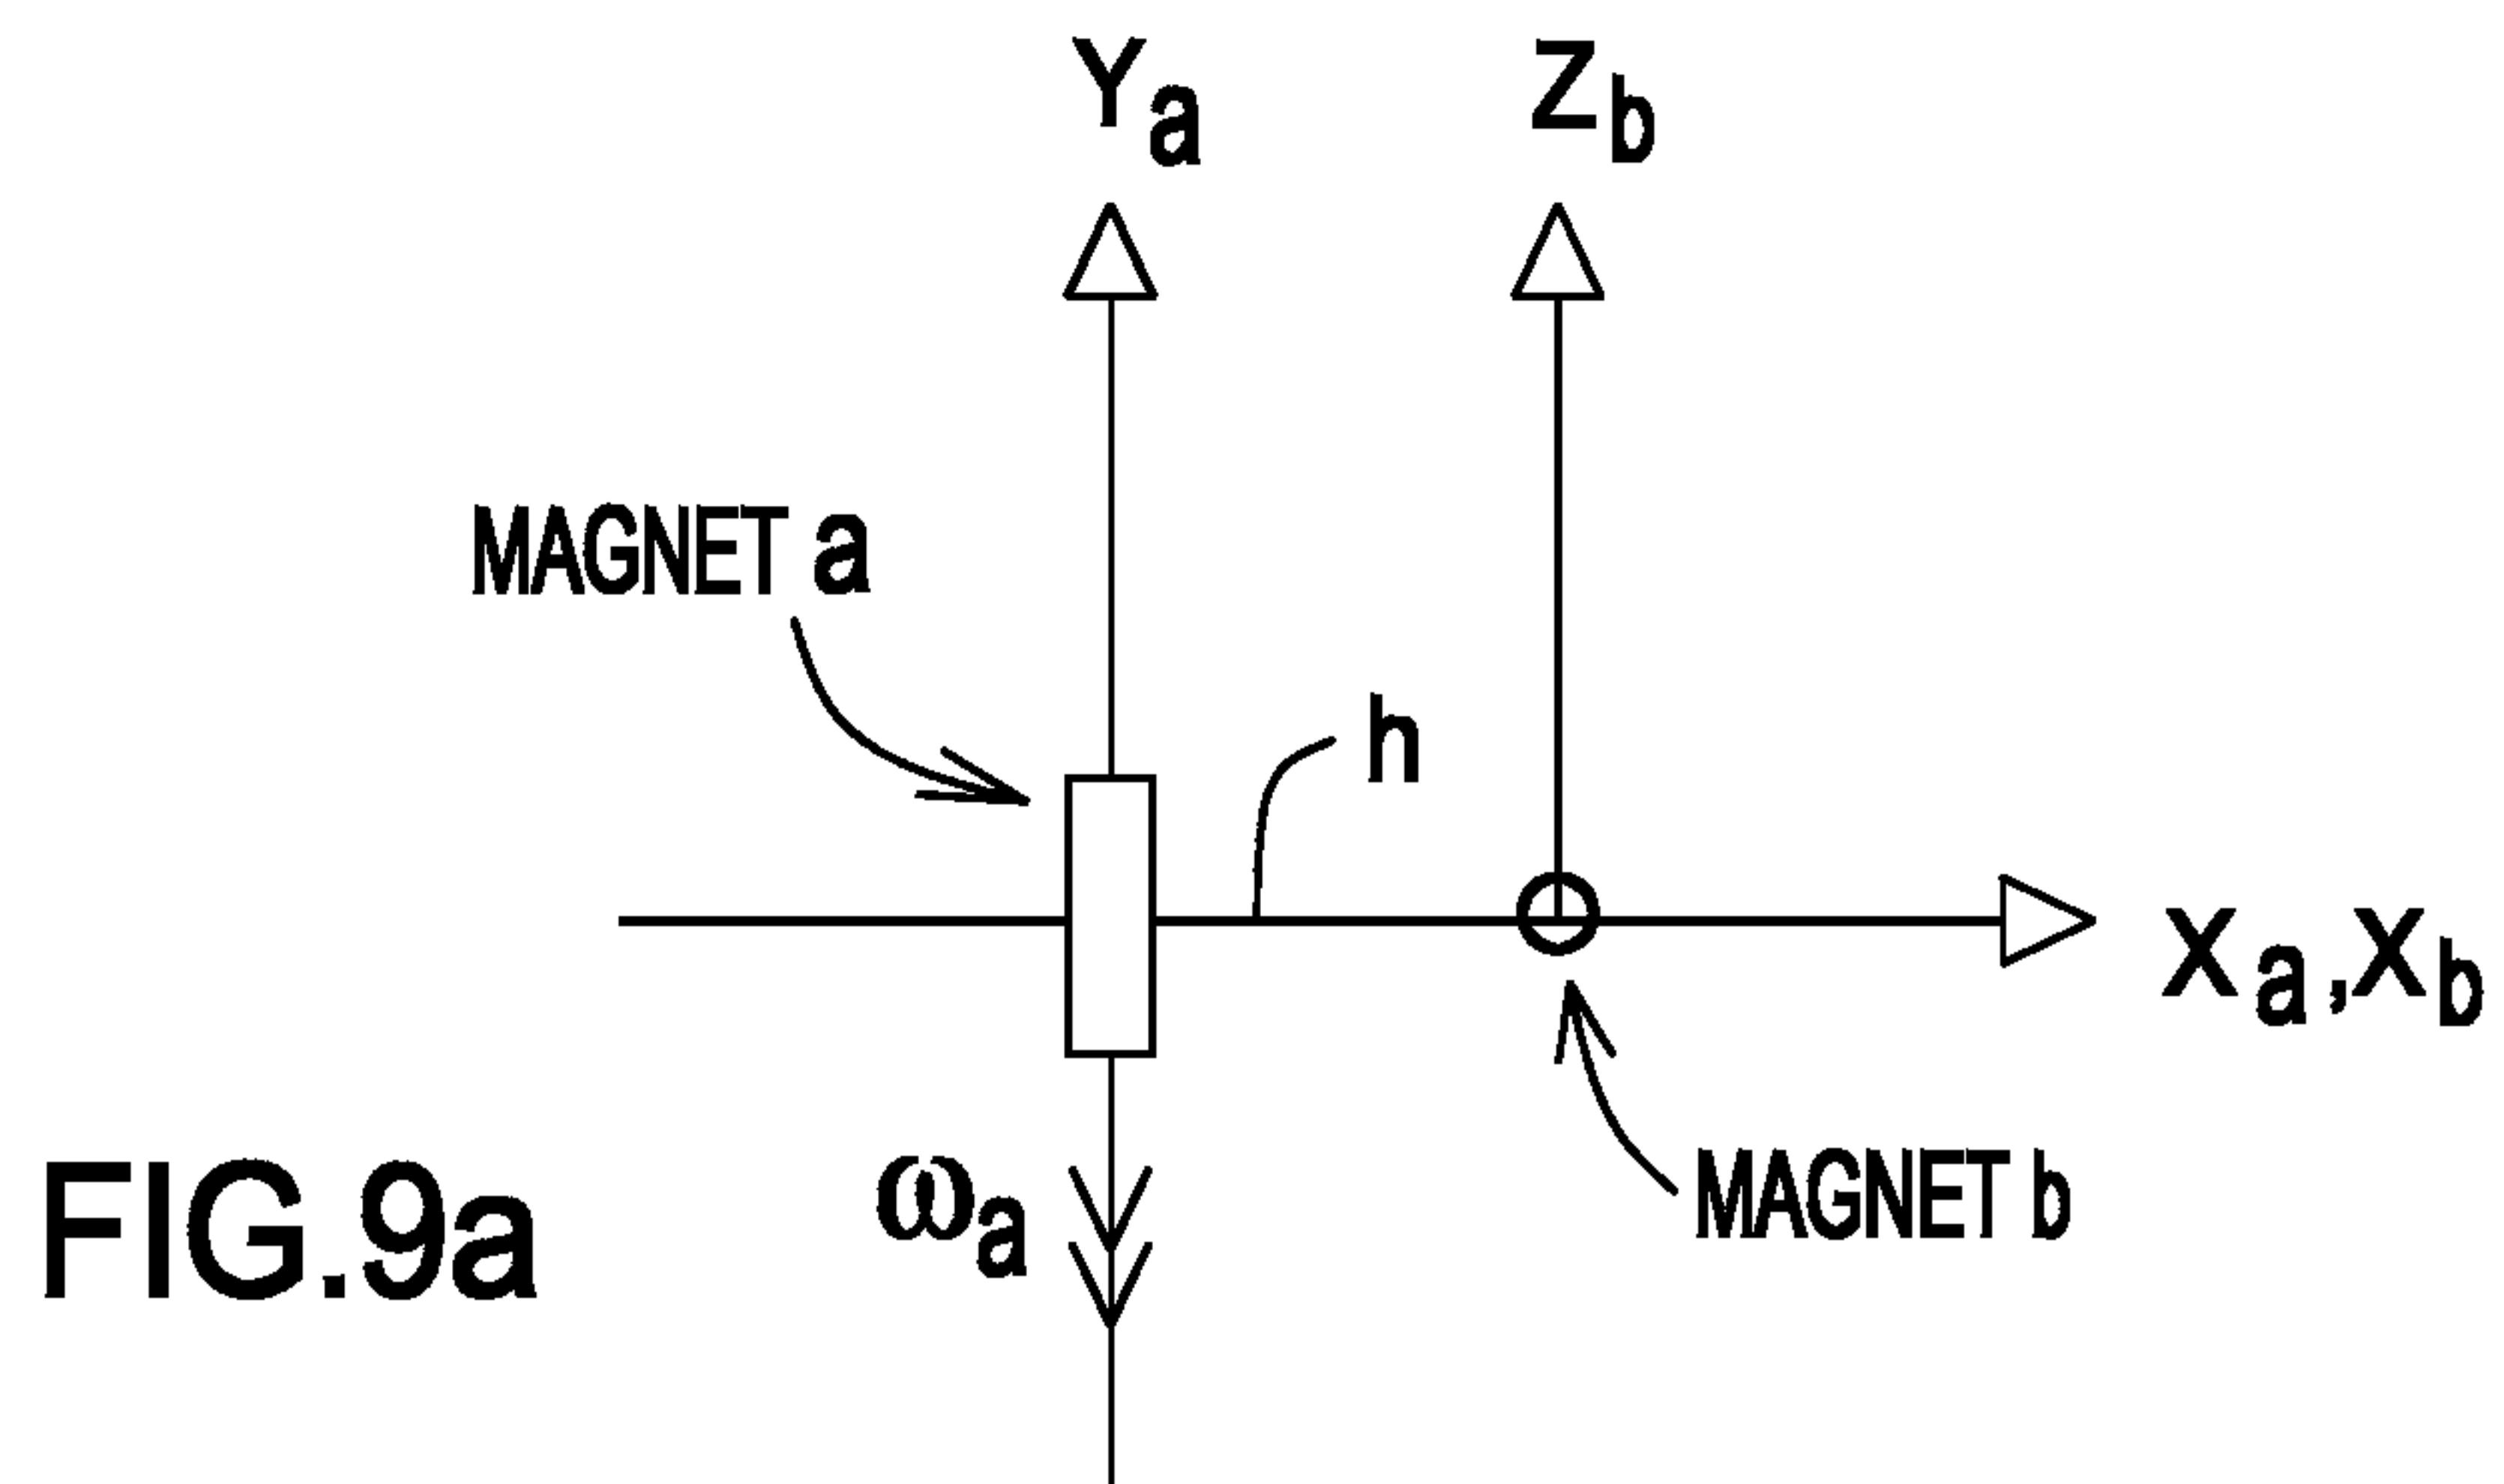 Ya
Zb
MAGNET a
h
Xa,Xb
ωa
MAGNET b
FIG.9a